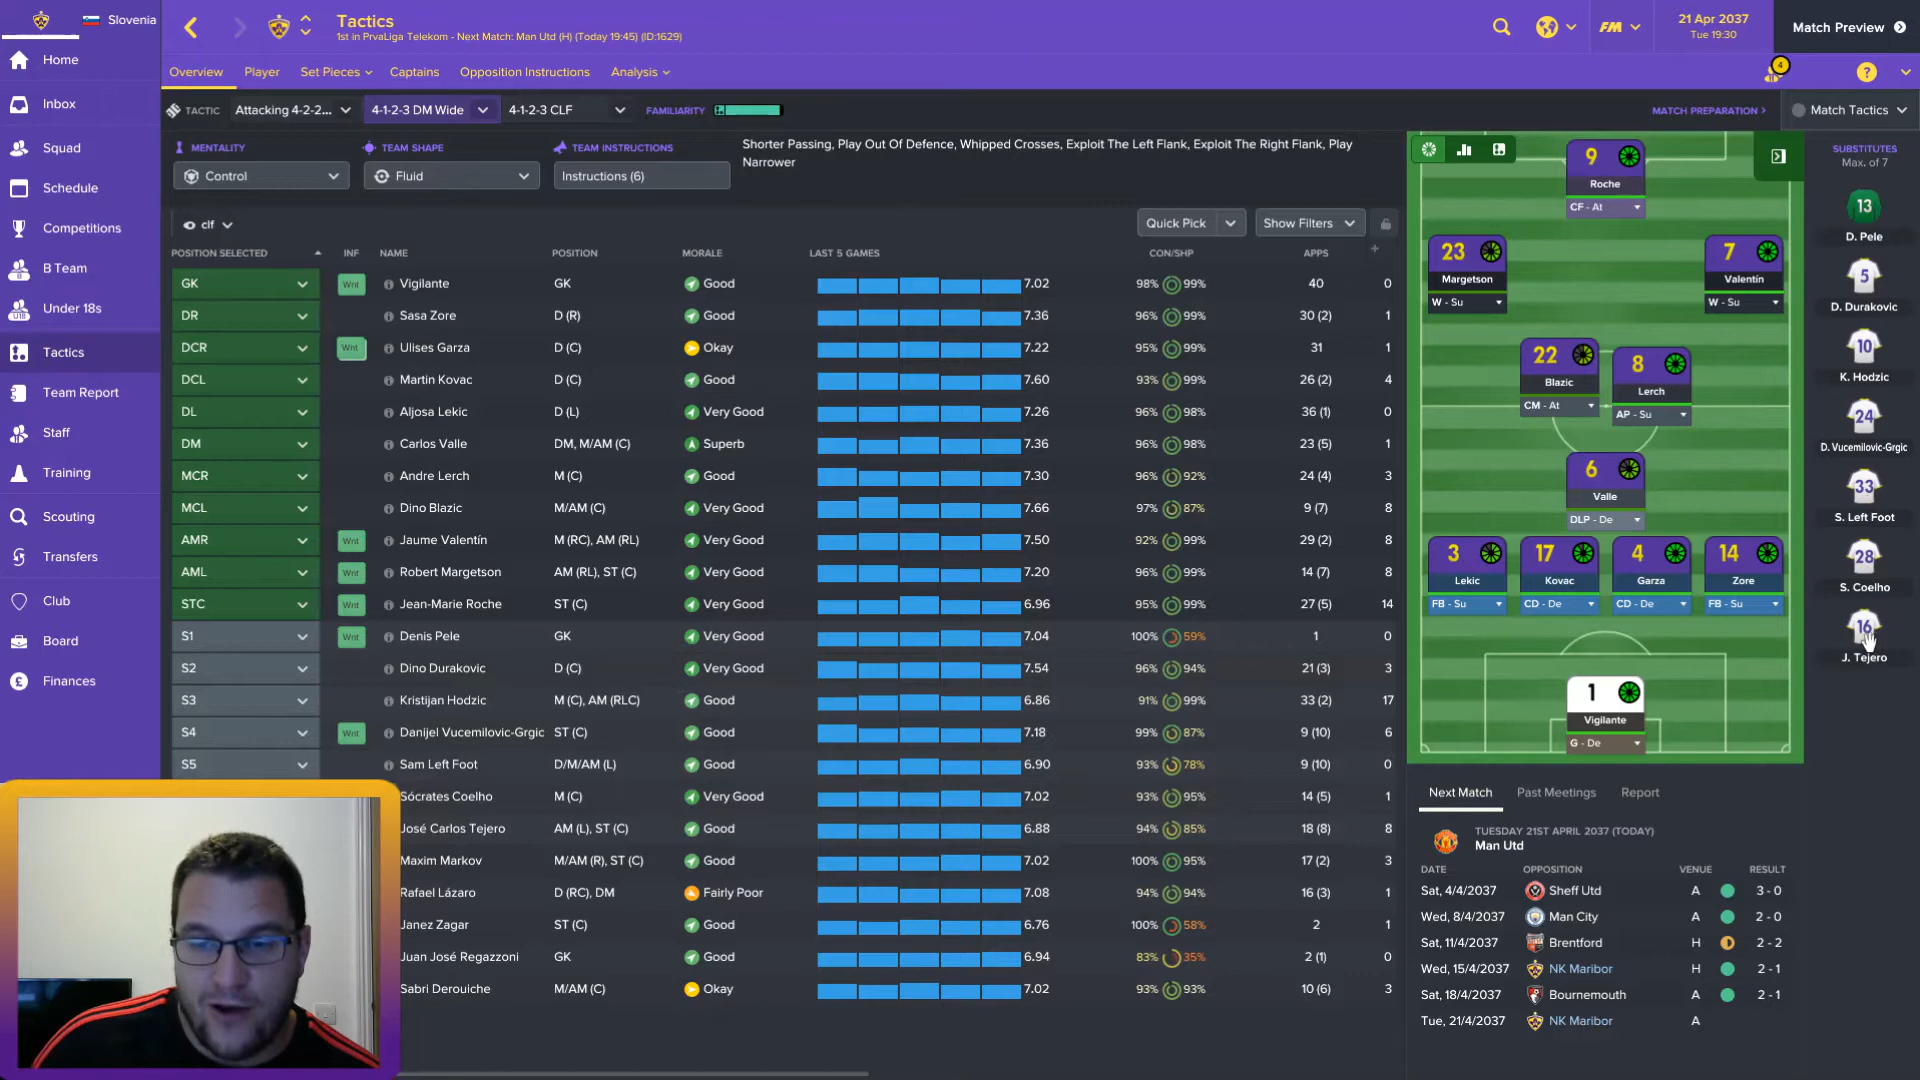 Slovenia
Tactics
1st in PrvaLiga Telekom - Next Match: Man Utd (H) (Today 19:45) (ID:1629)
FM
21 Apr 2037
Tue 19:30
Match Preview
Home
Inbox
Squad
Schedule
Competitions
B Team
Under 18s
U18
Tactics
Team Report
Staff
Training
Scouting
Transfers
Club
Board
Finances
Overview
Player
Set Pieces
Captains
Opposition Instructions
Analysis
4
?
TACTIC
Attacking 4-2-2...
4-1-2-3 DM Wide
4-1-2-3 CLF
FAMILIARITY
MATCH PREPARATION >
Match Tactics
MENTALITY
Control
TEAM SHAPE
Fluid
TEAM INSTRUCTIONS
Instructions (6)
Shorter Passing, Play Out Of Defence, Whipped Crosses, Exploit The Left Flank, Exploit The Right Flank, Play
Narrower
clf
Quick Pick
Show Filters
POSITION SELECTED INF NAME POSITION MORALE LAST 5 GAMES CON/SHP APPS
GK Wnt Vigilante GK Good 7.02 98% 99% 40 0
DR Sasa Zore D (R) Good 7.36 96% 99% 30 (2) 1
DCR Wnt Ulises Garza D (C) Okay 7.22 95% 99% 31 1
DCL Martin Kovac D (C) Good 7.60 93% 99% 26 (2) 4
DL Aljosa Lekic D (L) Very Good 7.26 96% 98% 36 (1) 0
DM Carlos Valle DM, M/AM (C) Superb 7.36 96% 98% 23 (5) 1
MCR Andre Lerch M (C) Good 7.30 96% 92% 24 (4) 3
MCL Dino Blazic M/AM (C) Very Good 7.66 97% 87% 9 (7) 8
AMR Wnt Jaume Valentín M (RC), AM (RL) Very Good 7.50 92% 99% 29 (2) 8
AML Wnt Robert Margetson AM (RL), ST (C) Very Good 7.20 96% 99% 14 (7) 8
STC Wnt Jean-Marie Roche ST (C) Very Good 6.96 95% 99% 27 (5) 14
S1 Wnt Denis Pele GK Very Good 7.04 100% 59% 1 0
S2 Dino Durakovic D (C) Very Good 7.54 96% 94% 21 (3) 3
S3 Kristijan Hodzic M (C), AM (RLC) Good 6.86 91% 99% 33 (2) 17
S4 Wnt Danijel Vucemilovic-Grgic ST (C) Good 7.18 99% 87% 9 (10) 6
S5 Sam Left Foot D/M/AM (L) Good 6.90 93% 78% 9 (10) 0
Sócrates Coelho M (C) Very Good 7.02 93% 95% 14 (5) 1
José Carlos Tejero AM (L), ST (C) Good 6.88 94% 85% 18 (8) 8
Maxim Markov M/AM (R), ST (C) Good 7.02 100% 95% 17 (2) 3
Rafael Lázaro D (RC), DM Fairly Poor 7.08 94% 94% 16 (3) 1
Janez Zagar ST (C) Good 6.76 100% 58% 2 1
Juan José Regazzoni GK Good 6.94 83% 35% 2 (1) 0
Sabri Derouiche M/AM (C) Okay 7.02 93% 93% 10 (6) 3
9
Roche
CF - At
23
Margetson
W - Su
7
Valentín
W - Su
22
Blazic
CM - At
8
Lerch
AP - Su
6
Valle
DLP - De
3
Lekic
FB - Su
17
Kovac
CD - De
4
Garza
CD - De
14
Zore
FB - Su
1
Vigilante
G - De
SUBSTITUTES
Max. of 7
13
D. Pele
5
D. Durakovic
10
K. Hodzic
24
D. Vucemilovic-Grgic
33
S. Left Foot
28
S. Coelho
16
J. Tejero
Next Match
Past Meetings
Report
TUESDAY 21ST APRIL 2037 (TODAY)
Man Utd
DATE OPPOSITION VENUE RESULT
Sat, 4/4/2037 Sheff Utd A 3 - 0
Wed, 8/4/2037 Man City A 2 - 0
Sat, 11/4/2037 Brentford H 2 - 2
Wed, 15/4/2037 NK Maribor H 2 - 1
Sat, 18/4/2037 Bournemouth A 2 - 1
Tue, 21/4/2037 NK Maribor A